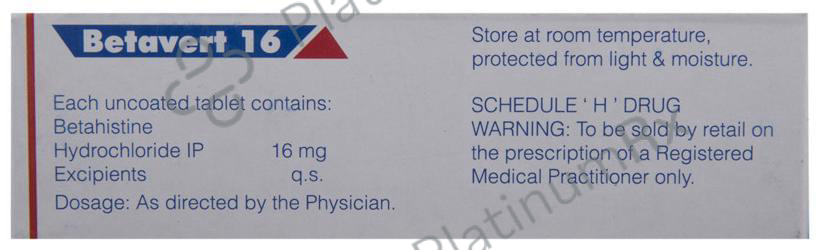 Betavert 16
Each uncoated tablet contains:
Betahistine
Hydrochloride IP 16 mg
Excipients q.s.
Dosage: As directed by the Physician.
Store at room temperature,
protected from light & moisture.
SCHEDULE ‘ H ’ DRUG
WARNING: To be sold by retail on
the prescription of a Registered
Medical Practitioner only.
PlatinumRx
PlatinumRx